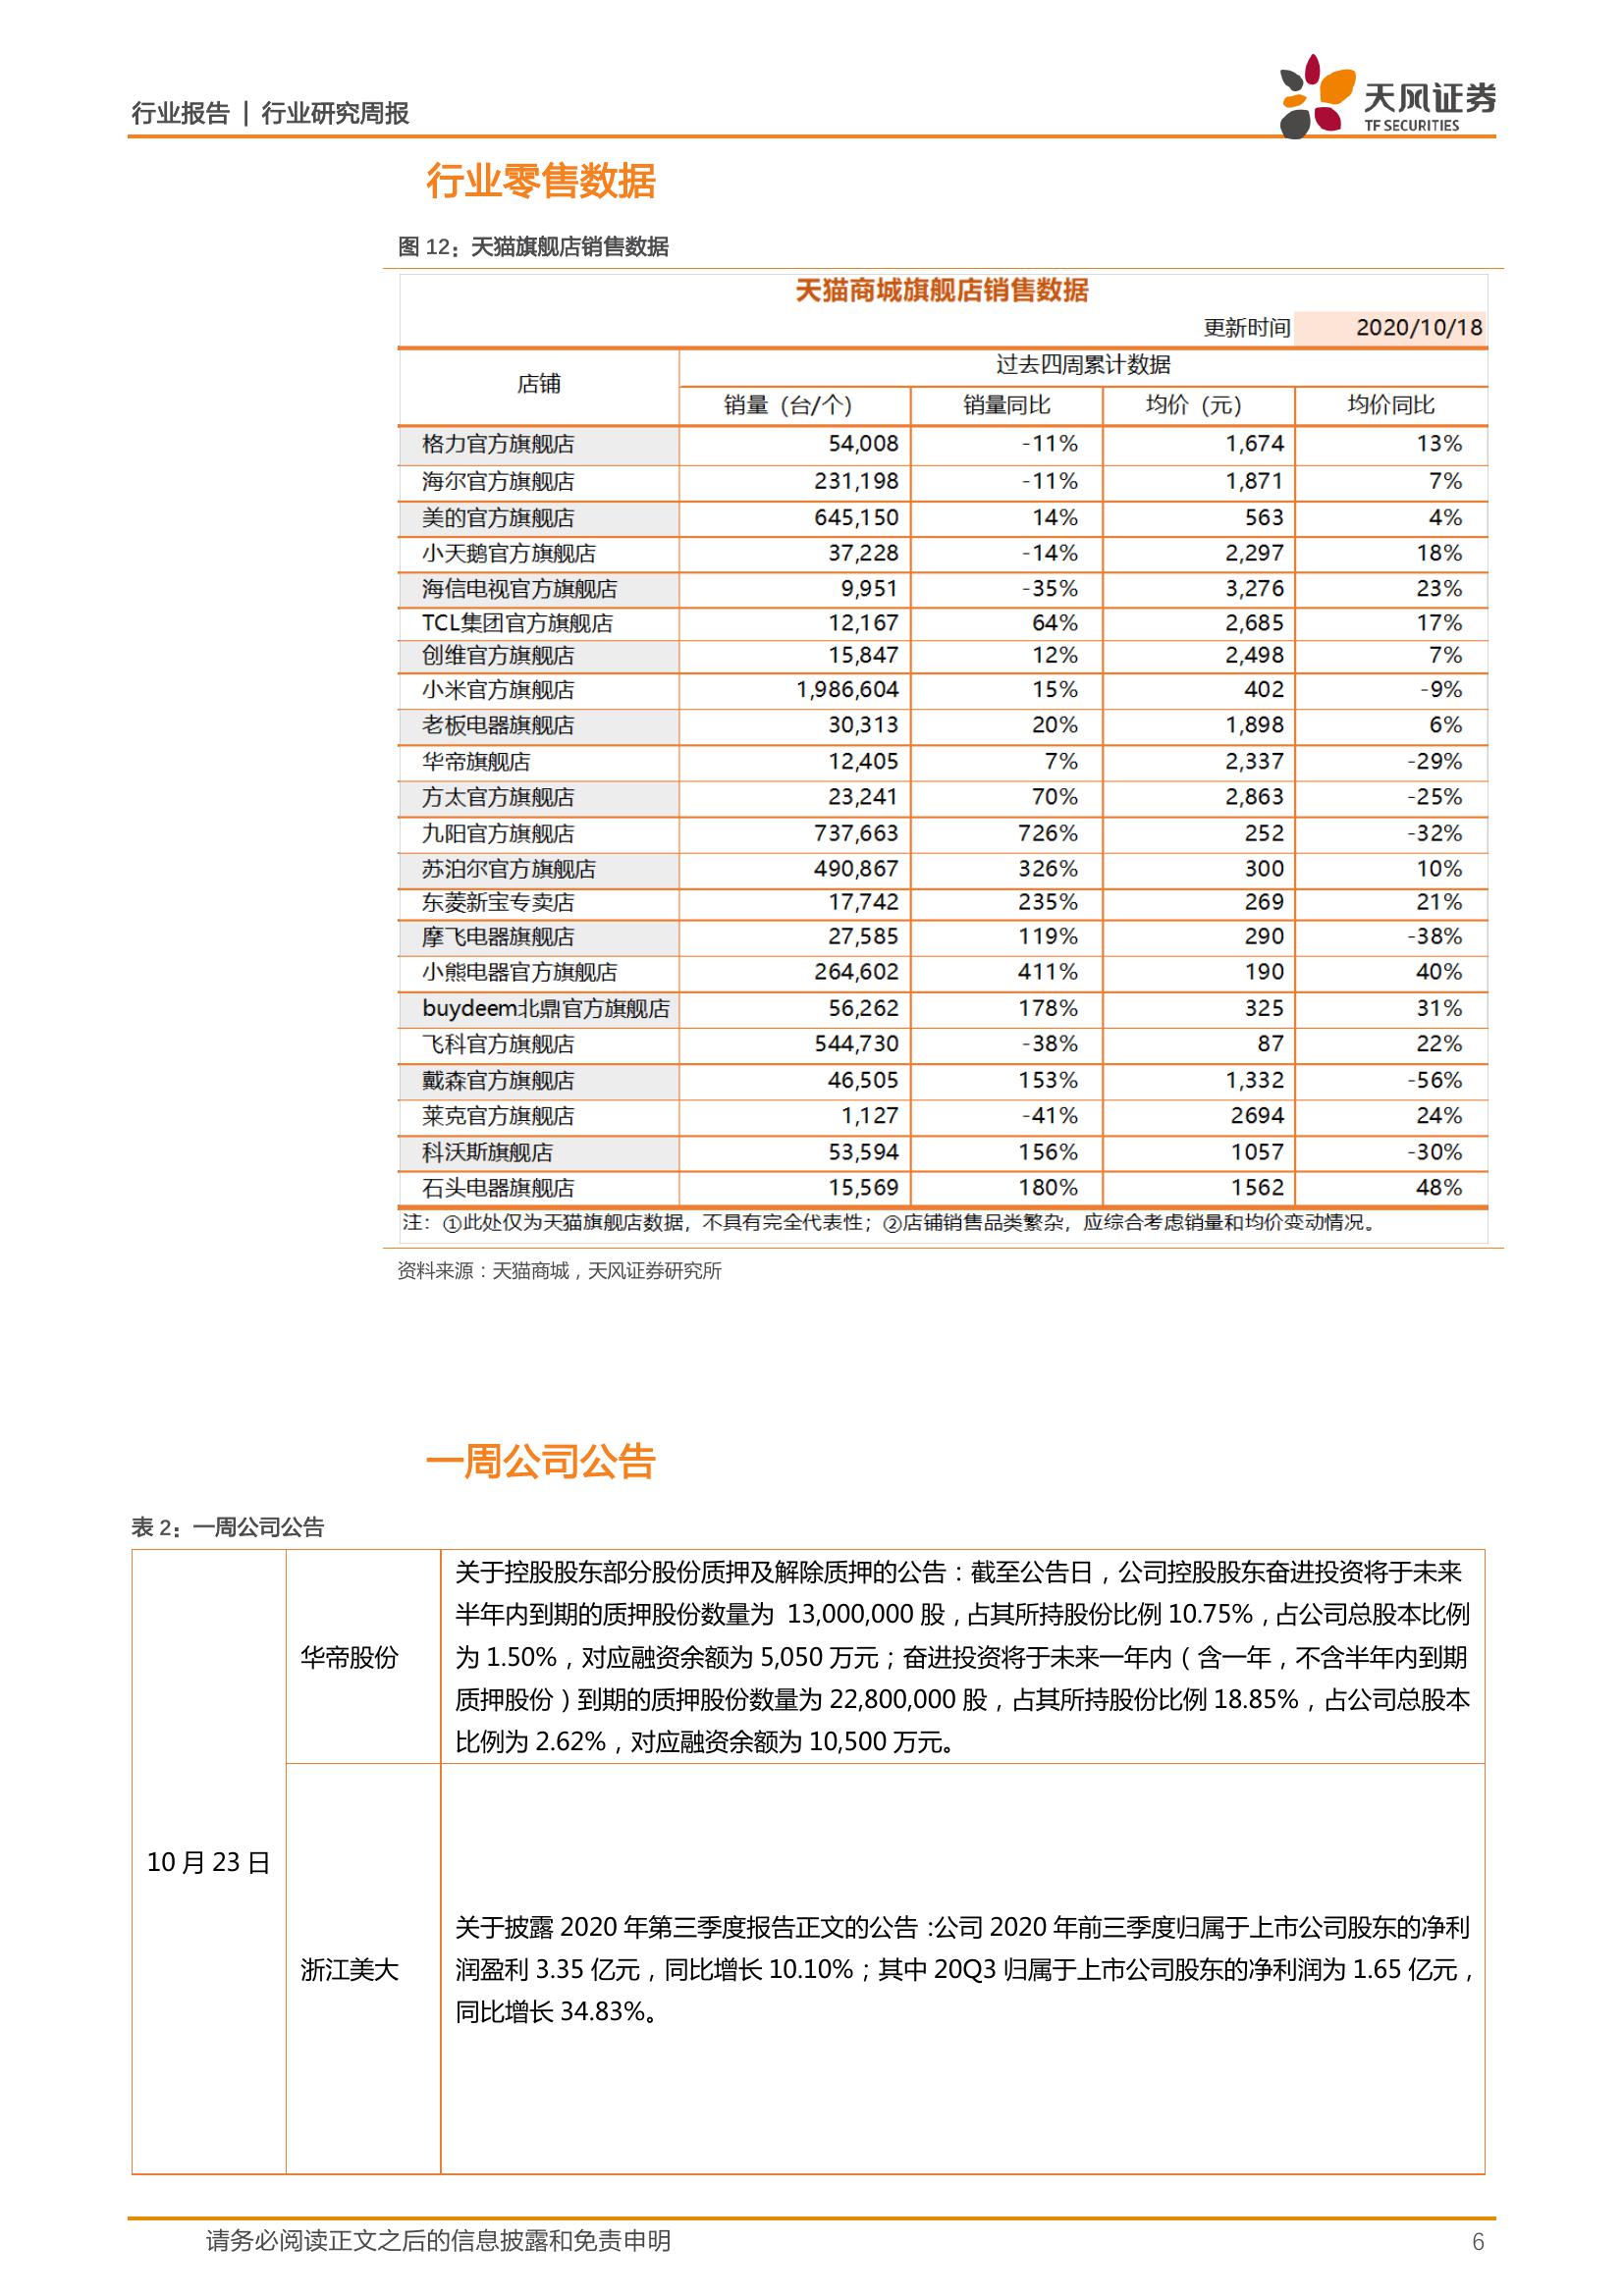 行业报告 | 行业研究周报
天风证券
TF SECURITIES
行业零售数据
图 12：天猫旗舰店销售数据
天猫商城旗舰店销售数据
更新时间 2020/10/18
店铺 过去四周累计数据
销量（台/个） 销量同比 均价（元） 均价同比
格力官方旗舰店 54,008 -11% 1,674 13%
海尔官方旗舰店 231,198 -11% 1,871 7%
美的官方旗舰店 645,150 14% 563 4%
小天鹅官方旗舰店 37,228 -14% 2,297 18%
海信电视官方旗舰店 9,951 -35% 3,276 23%
TCL集团官方旗舰店 12,167 64% 2,685 17%
创维官方旗舰店 15,847 12% 2,498 7%
小米官方旗舰店 1,986,604 15% 402 -9%
老板电器旗舰店 30,313 20% 1,898 6%
华帝旗舰店 12,405 7% 2,337 -29%
方太官方旗舰店 23,241 70% 2,863 -25%
九阳官方旗舰店 737,663 726% 252 -32%
苏泊尔官方旗舰店 490,867 326% 300 10%
东菱新宝专卖店 17,742 235% 269 21%
摩飞电器旗舰店 27,585 119% 290 -38%
小熊电器官方旗舰店 264,602 411% 190 40%
buydeem北鼎官方旗舰店 56,262 178% 325 31%
飞科官方旗舰店 544,730 -38% 87 22%
戴森官方旗舰店 46,505 153% 1,332 -56%
莱克官方旗舰店 1,127 -41% 2694 24%
科沃斯旗舰店 53,594 156% 1057 -30%
石头电器旗舰店 15,569 180% 1562 48%
注：①此处仅为天猫旗舰店数据，不具有完全代表性；②店铺销售品类繁杂，应综合考虑销量和均价变动情况。
资料来源：天猫商城，天风证券研究所
一周公司公告
表 2：一周公司公告
10 月 23 日
华帝股份
关于控股股东部分股份质押及解除质押的公告：截至公告日，公司控股股东奋进投资将于未来
半年内到期的质押股份数量为 13,000,000 股，占其所持股份比例 10.75%，占公司总股本比例
为 1.50%，对应融资余额为 5,050 万元；奋进投资将于未来一年内（含一年，不含半年内到期
质押股份）到期的质押股份数量为 22,800,000 股，占其所持股份比例 18.85%，占公司总股本
比例为 2.62%，对应融资余额为 10,500 万元。
浙江美大
关于披露 2020 年第三季度报告正文的公告：公司 2020 年前三季度归属于上市公司股东的净利
润盈利 3.35 亿元，同比增长 10.10%；其中 20Q3 归属于上市公司股东的净利润为 1.65 亿元，
同比增长 34.83%。
请务必阅读正文之后的信息披露和免责申明 6